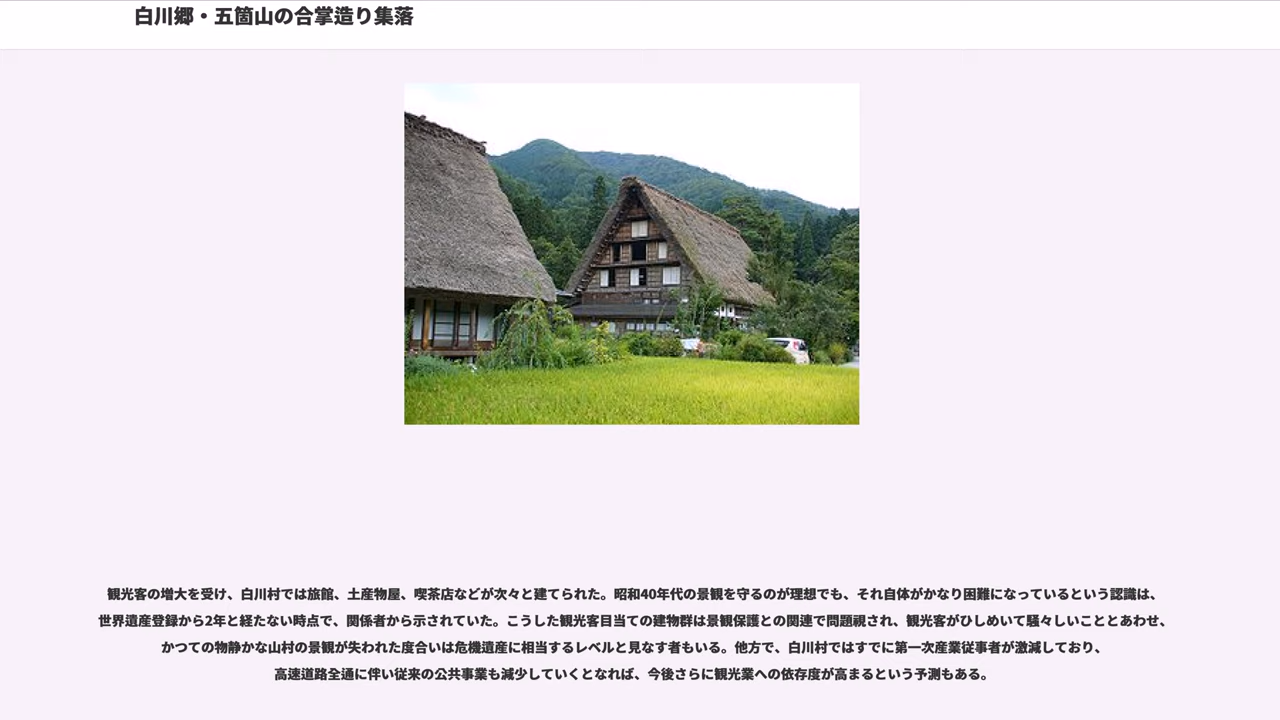 白川郷・五箇山の合掌造り集落
観光客の増大を受け、白川村では旅館、土産物屋、喫茶店などが次々と建てられた。昭和40年代の景観を守るのが理想でも、それ自体がかなり困難になっているという認識は、
世界遺産登録から2年と経たない時点で、関係者から示されていた。こうした観光客目当ての建物群は景観保護との関連で問題視され、観光客がひしめいて騒々しいこととあわせ、
かつての物静かな山村の景観が失われた度合いは危機遺産に相当するレベルと見なす者もいる。他方で、白川村ではすでに第一次産業従事者が激減しており、
高速道路全通に伴い従来の公共事業も減少していくとなれば、今後さらに観光業への依存度が高まるという予測もある。